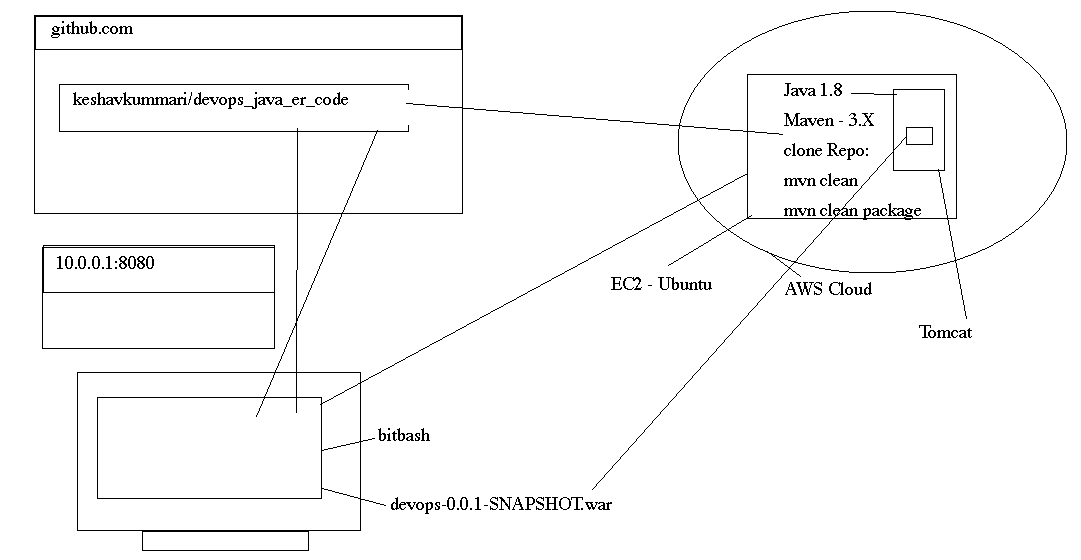 github.com
keshavkummari/devops_java_er_code
Java 1.8
Maven - 3.X
clone Repo:
mvn clean
mvn clean package
10.0.0.1:8080
EC2 - Ubuntu
AWS Cloud
Tomcat
bitbash
devops-0.0.1-SNAPSHOT.war